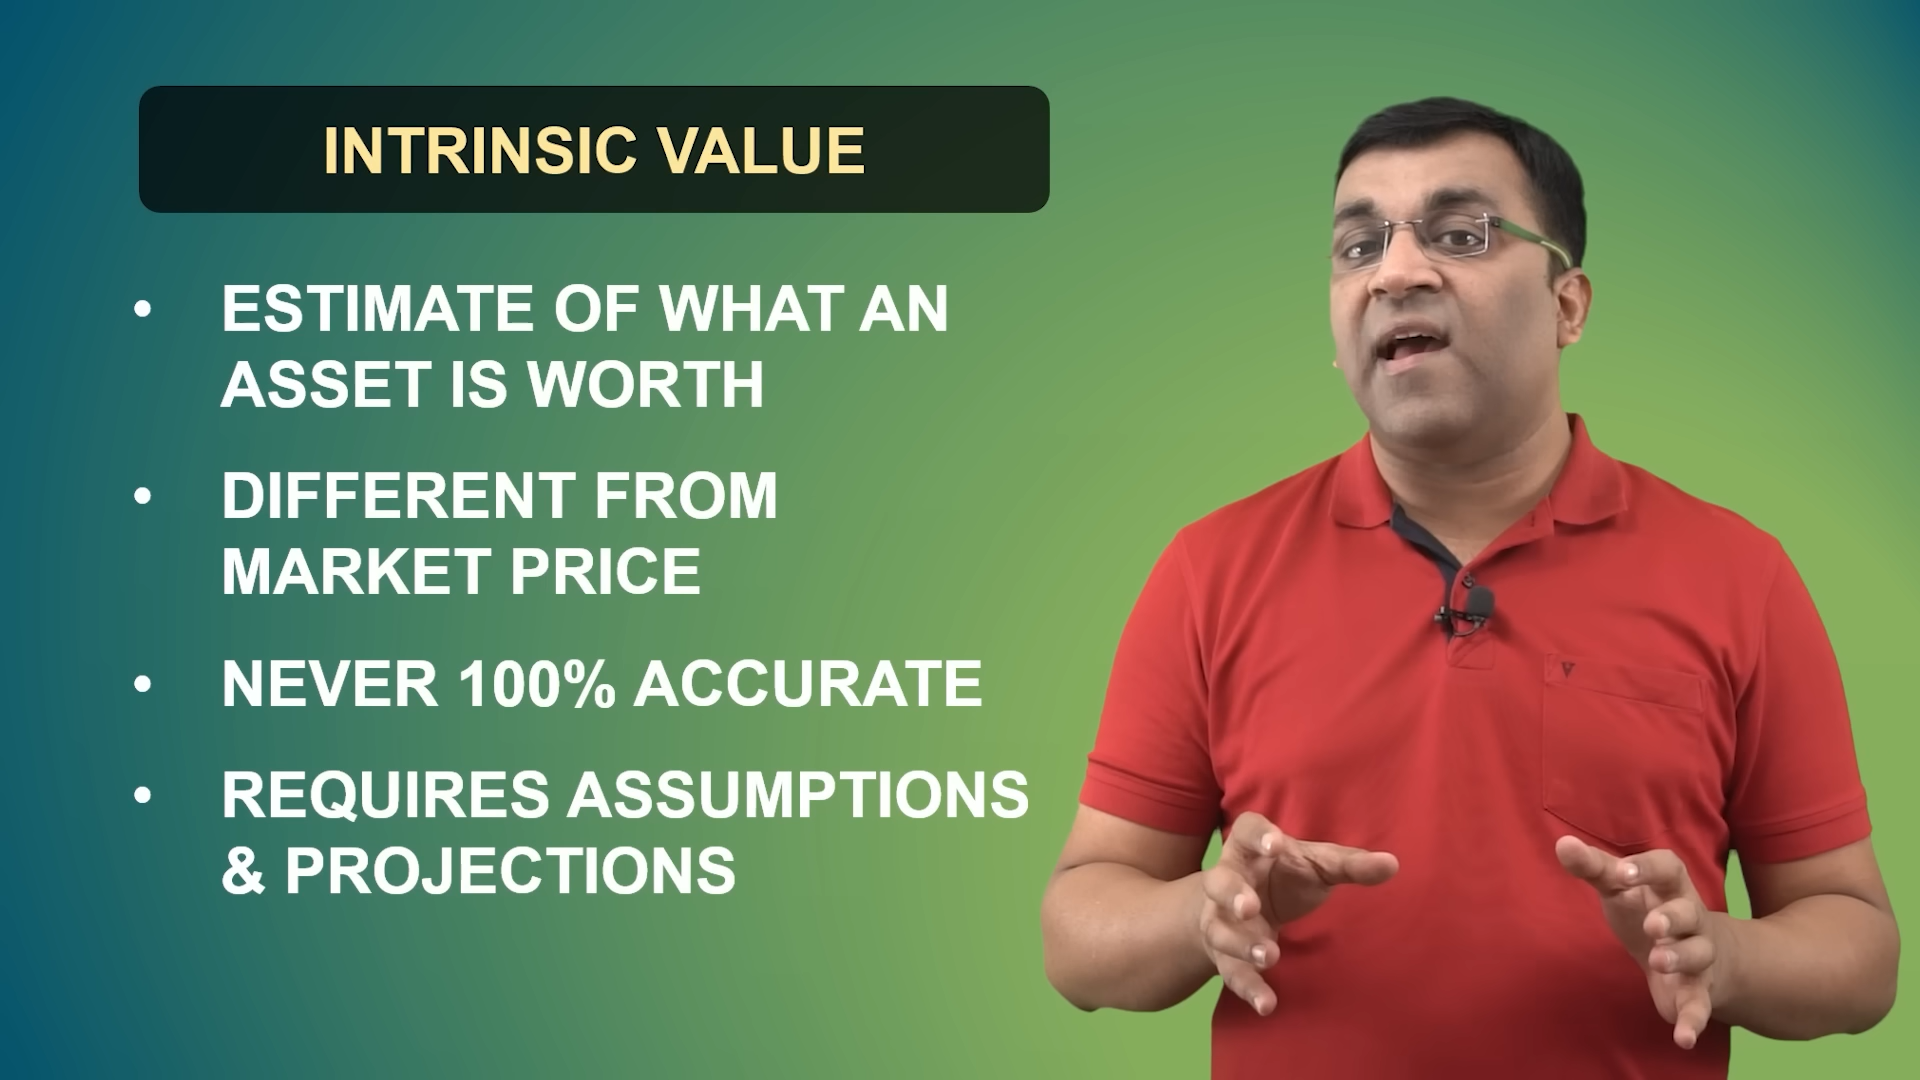 INTRINSIC VALUE
• ESTIMATE OF WHAT AN
ASSET IS WORTH
• DIFFERENT FROM
MARKET PRICE
• NEVER 100% ACCURATE
• REQUIRES ASSUMPTIONS
& PROJECTIONS